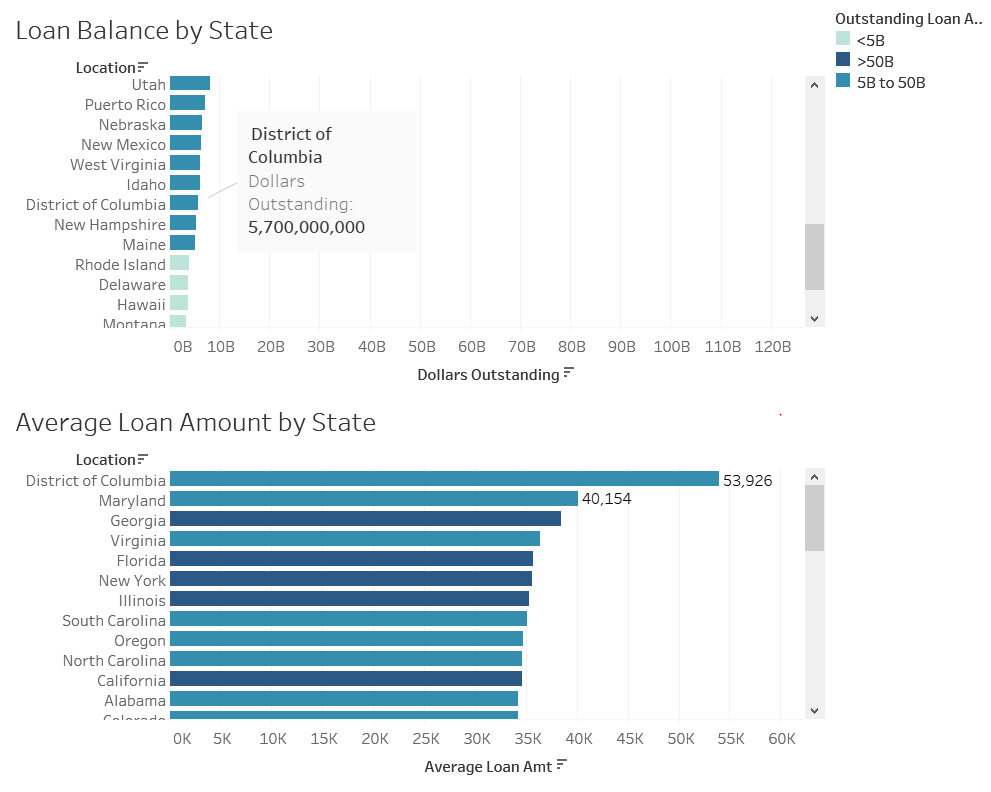 Loan Balance by State
Outstanding Loan A..
<5B
>50B
5B to 50B
Location
Utah
Puerto Rico
Nebraska
New Mexico
West Virginia
Idaho
District of Columbia
New Hampshire
Maine
Rhode Island
Delaware
Hawaii
Montana
District of
Columbia
Dollars
Outstanding:
5,700,000,000
0B 10B 20B 30B 40B 50B 60B 70B 80B 90B 100B 110B 120B
Dollars Outstanding
Average Loan Amount by State
Location
District of Columbia 53,926
Maryland 40,154
Georgia
Virginia
Florida
New York
Illinois
South Carolina
Oregon
North Carolina
California
Alabama
Colorado
0K 5K 10K 15K 20K 25K 30K 35K 40K 45K 50K 55K 60K
Average Loan Amt